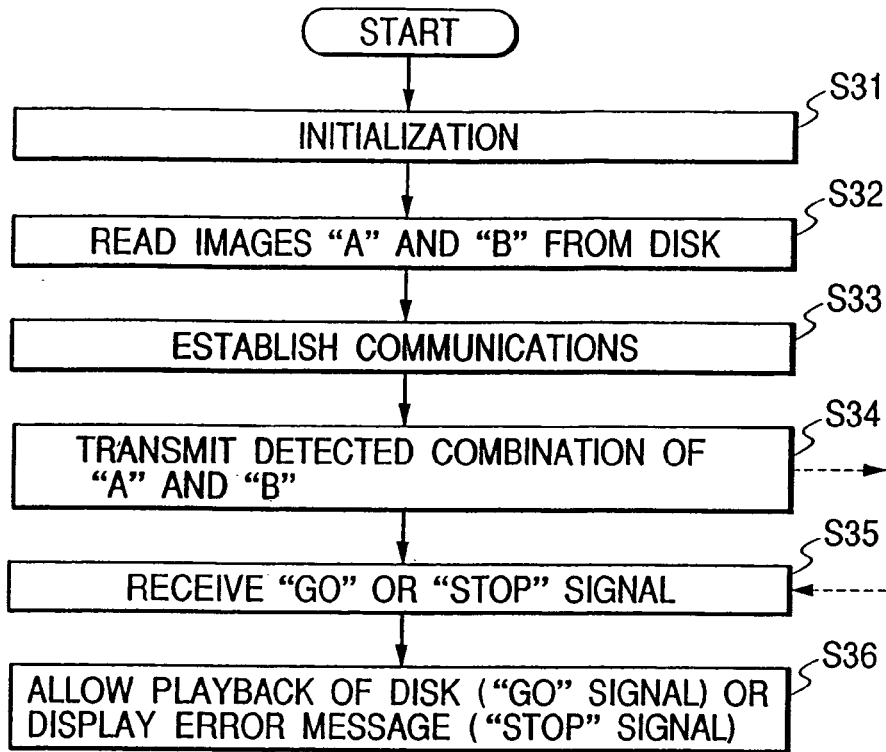 START
S31
INITIALIZATION
S32
READ IMAGES “A” AND “B” FROM DISK
S33
ESTABLISH COMMUNICATIONS
S34
TRANSMIT DETECTED COMBINATION OF
“A” AND “B”
S35
RECEIVE “GO” OR “STOP” SIGNAL
S36
ALLOW PLAYBACK OF DISK (“GO” SIGNAL) OR
DISPLAY ERROR MESSAGE (“STOP” SIGNAL)